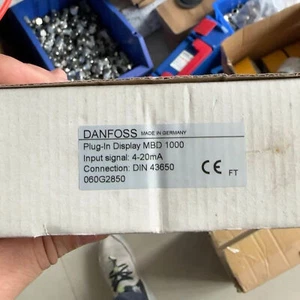 DANFOSS MADE IN GERMANY
Plug-In Display MBD 1000
Input signal: 4-20mA
Connection: DIN 43650
060G2850
CE FT